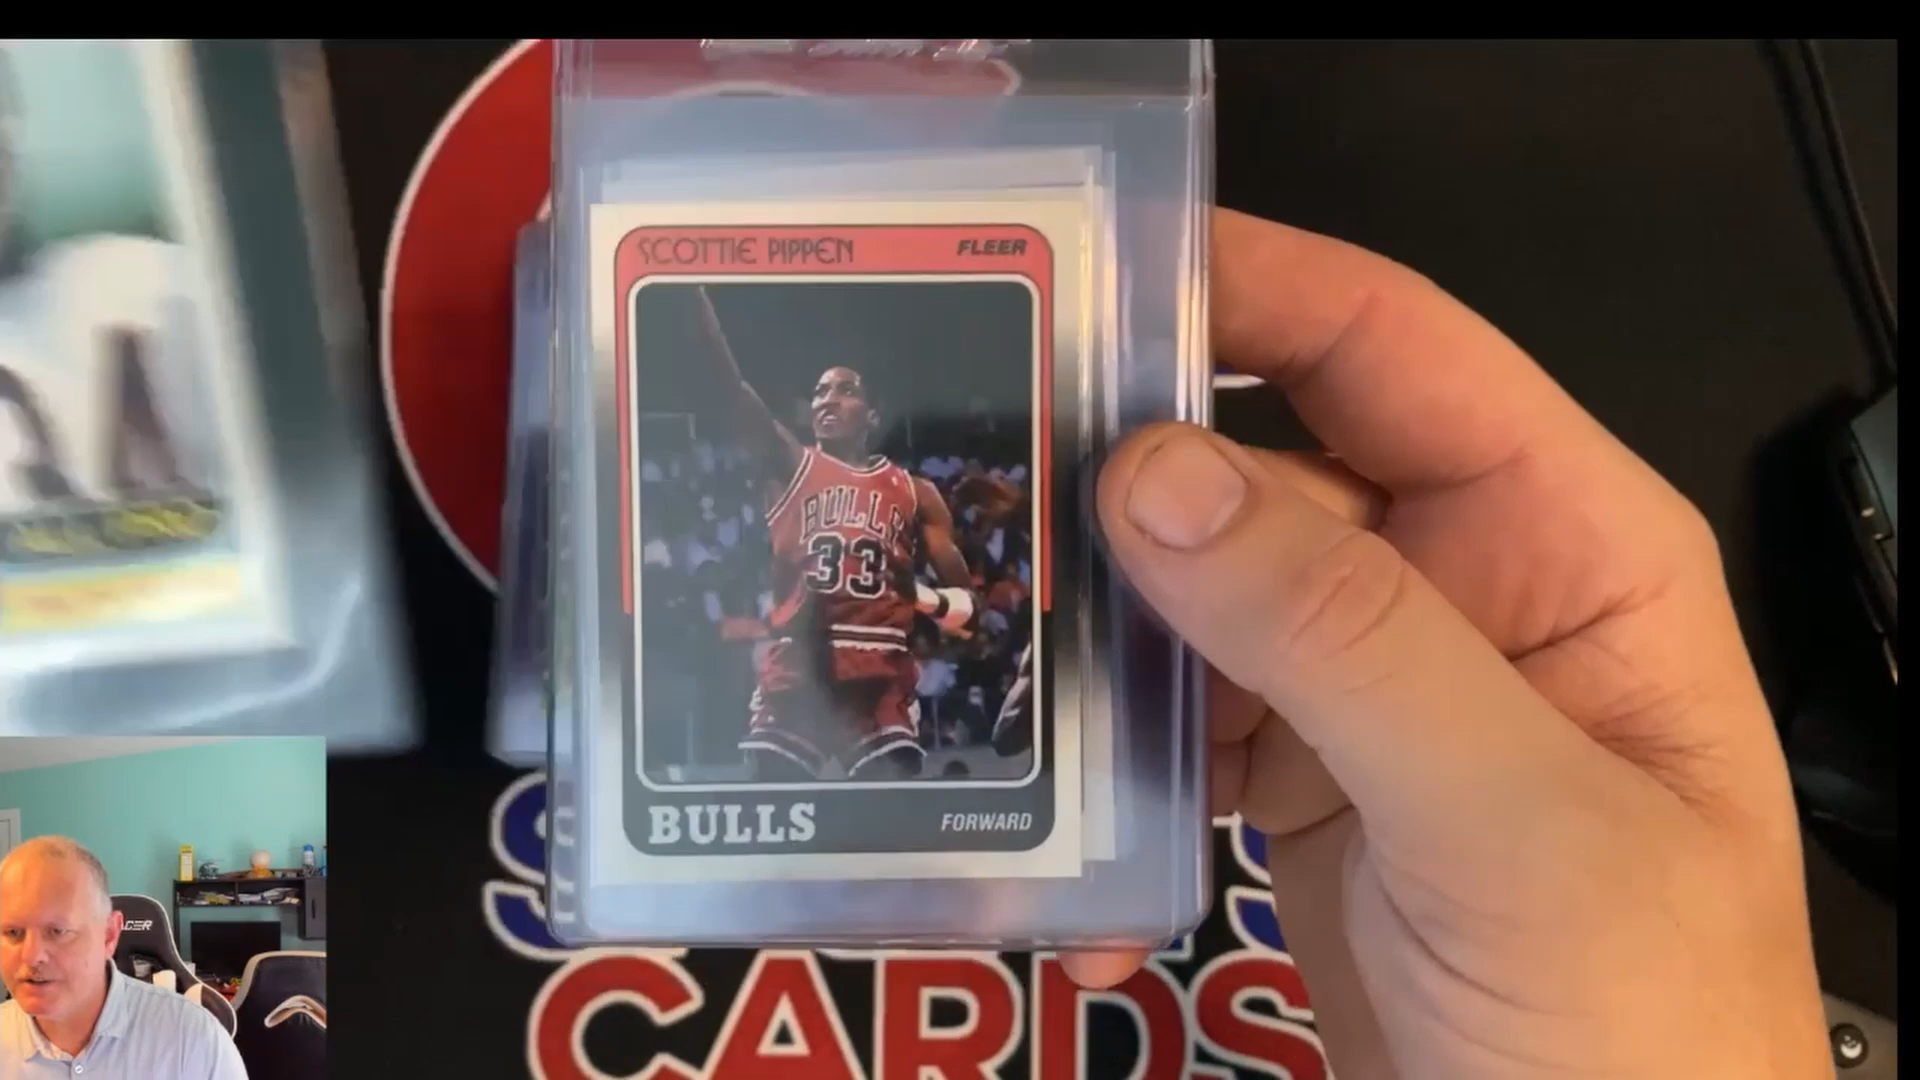 SCOTTIE PIPPEN FLEER
BULLS
33
BULLS FORWARD
CARDS